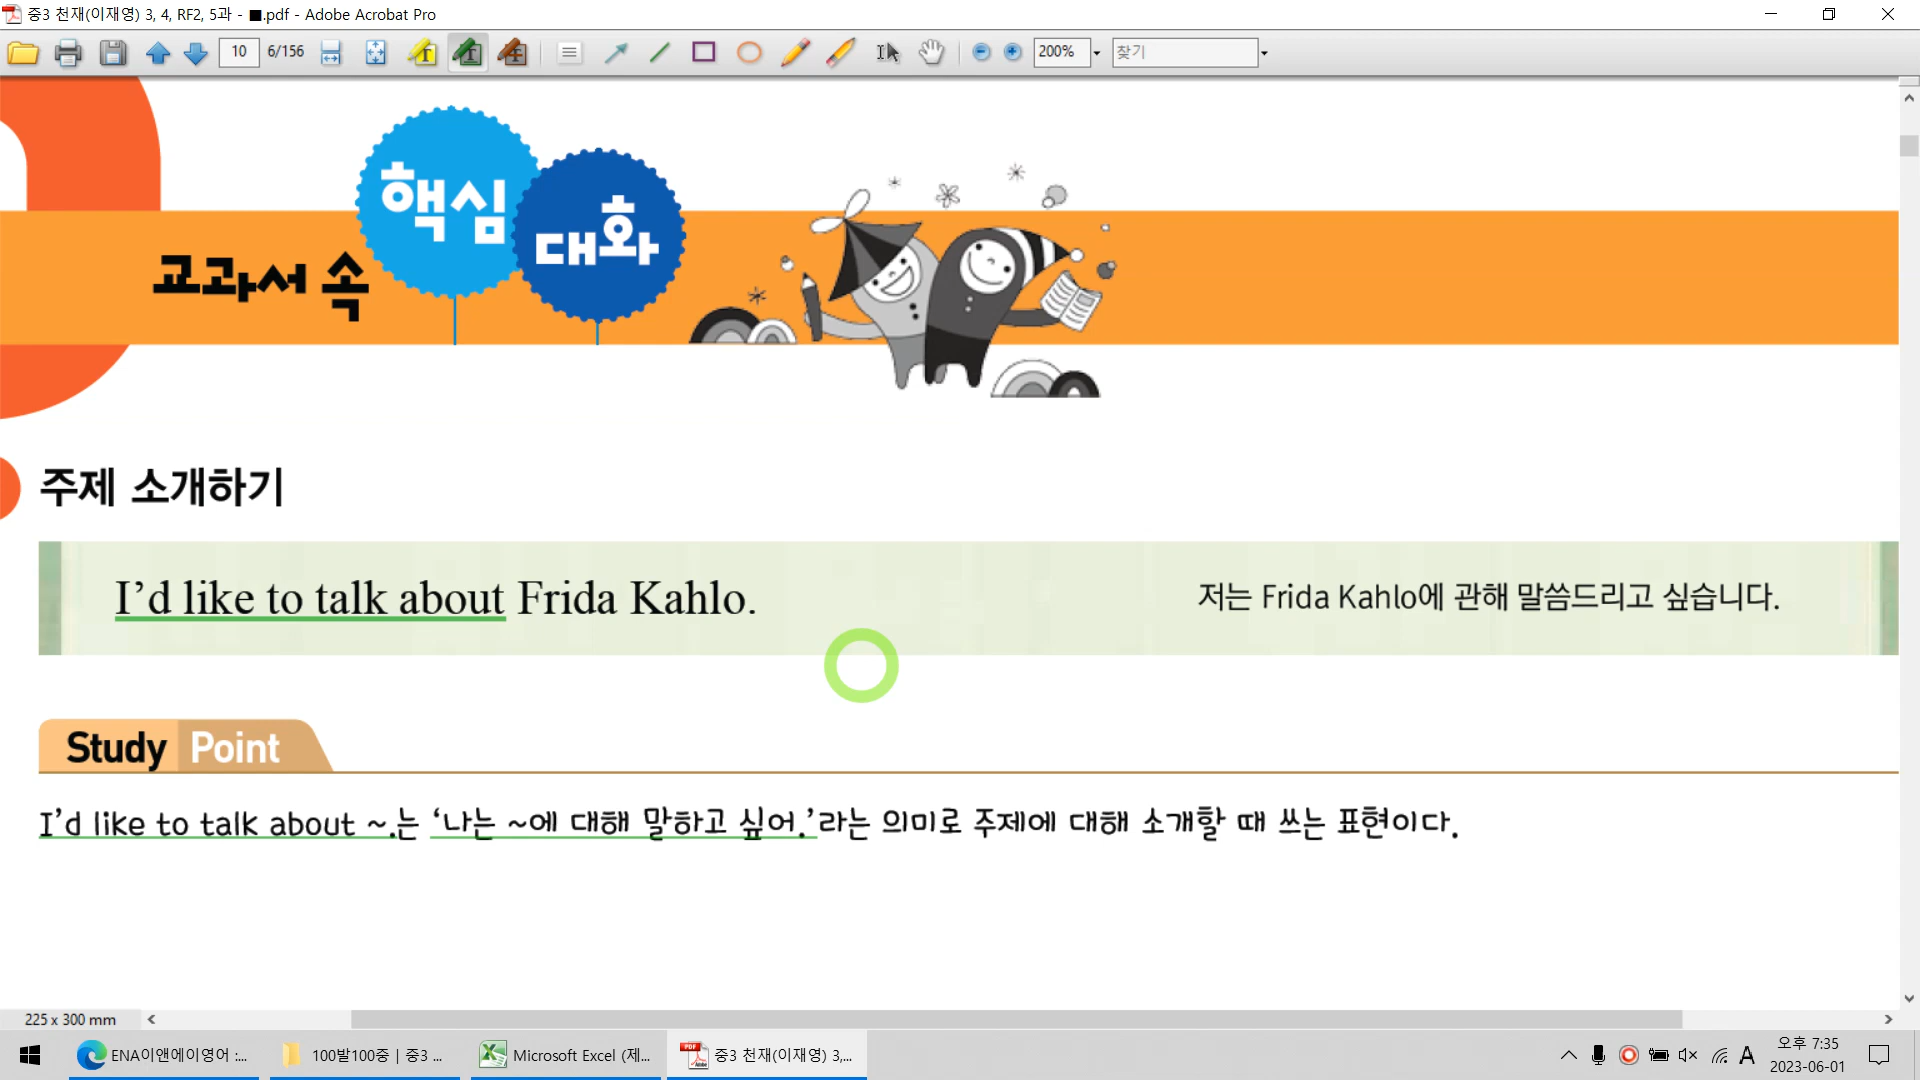 중3 천재(이재영) 3, 4, RF2, 5과 - ■.pdf - Adobe Acrobat Pro
10 6/156 200% 찾기
교과서 속 핵심 대화
주제 소개하기
I’d like to talk about Frida Kahlo. 저는 Frida Kahlo에 관해 말씀드리고 싶습니다.
Study Point
I’d like to talk about ~.는 ‘나는 ~에 대해 말하고 싶어.’라는 의미로 주제에 대해 소개할 때 쓰는 표현이다.
225 x 300 mm
ENA이앤에이영어 :... 100발100중 | 중3 ... Microsoft Excel (제... 중3 천재(이재영) 3,... A 오후 7:35
2023-06-01